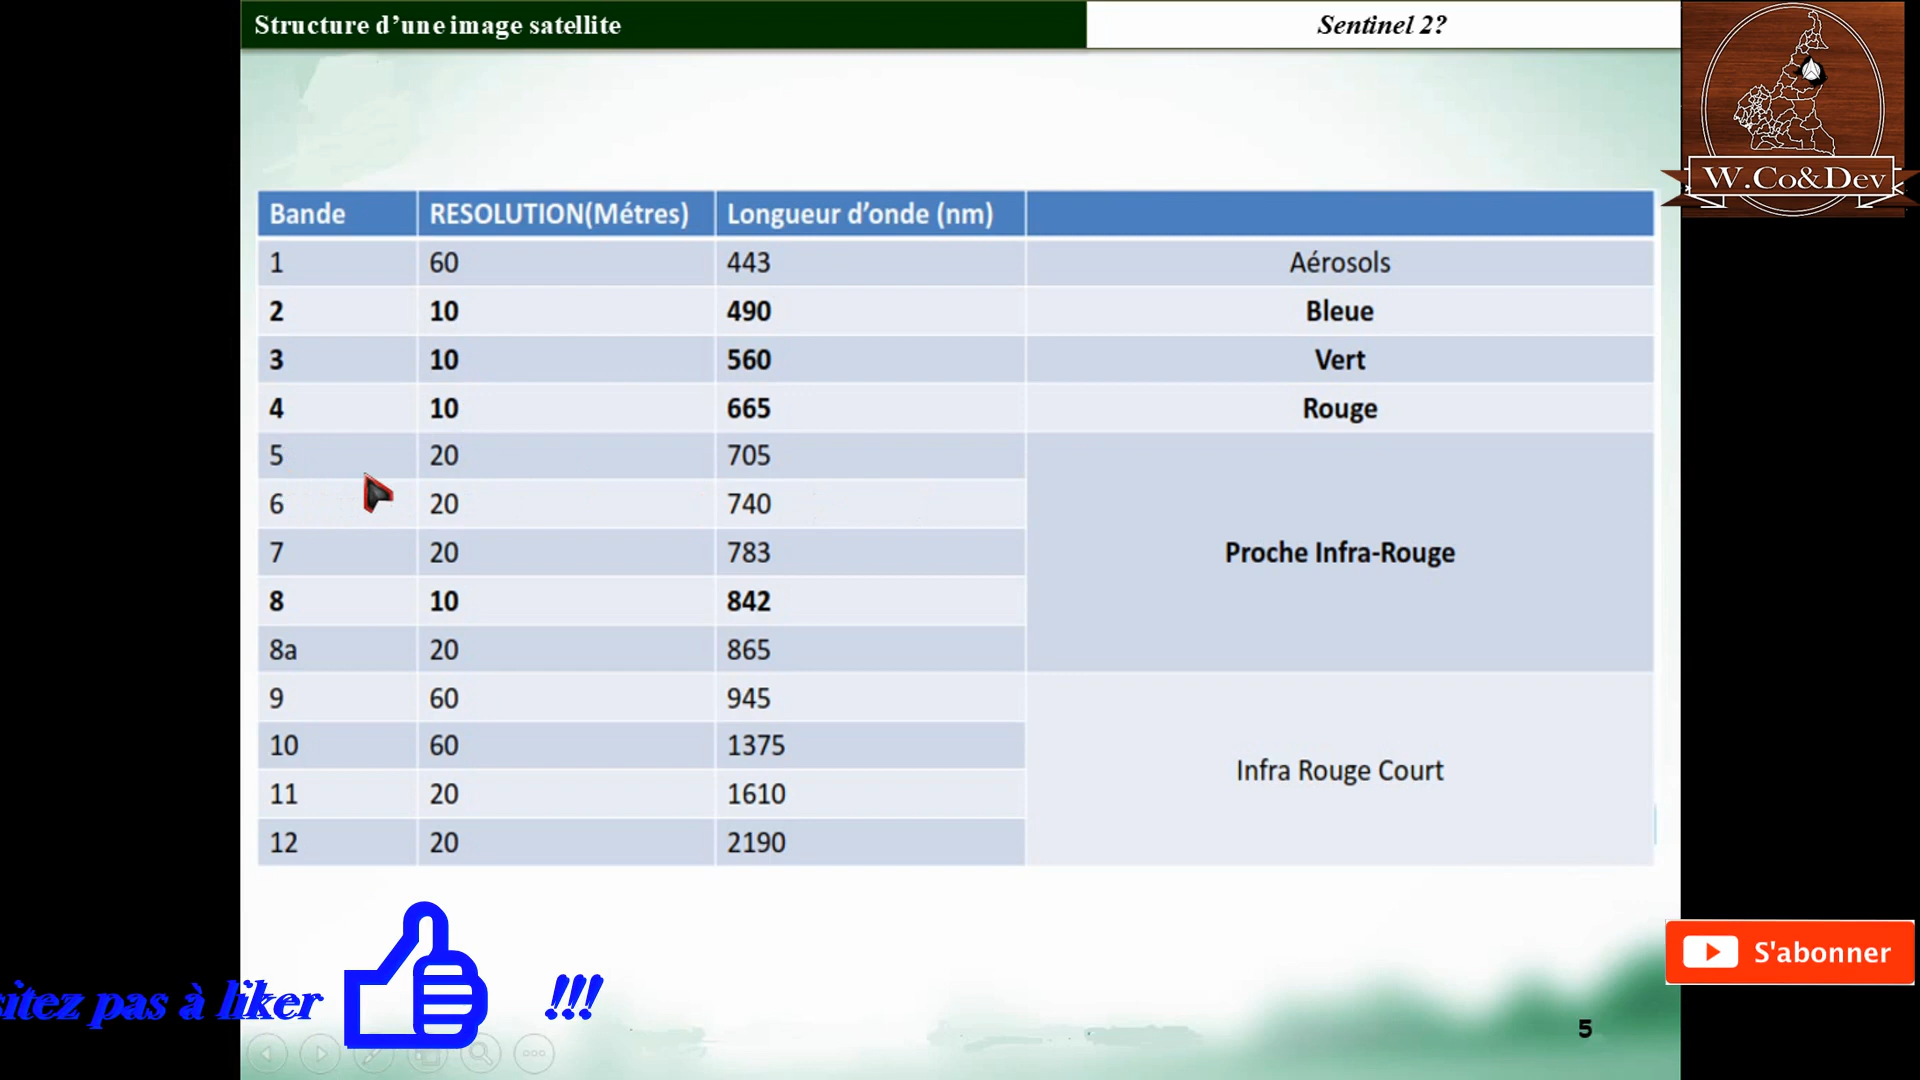 Structure d'une image satellite
Sentinel 2?
W.Co&Dev
Bande RESOLUTION(Métres) Longueur d'onde (nm)
1 60 443 Aérosols
2 10 490 Bleue
3 10 560 Vert
4 10 665 Rouge
5 20 705
6 20 740
7 20 783 Proche Infra-Rouge
8 10 842
8a 20 865
9 60 945
10 60 1375
Infra Rouge Court
11 20 1610
12 20 2190
S'abonner
sitez pas à liker !!!
5